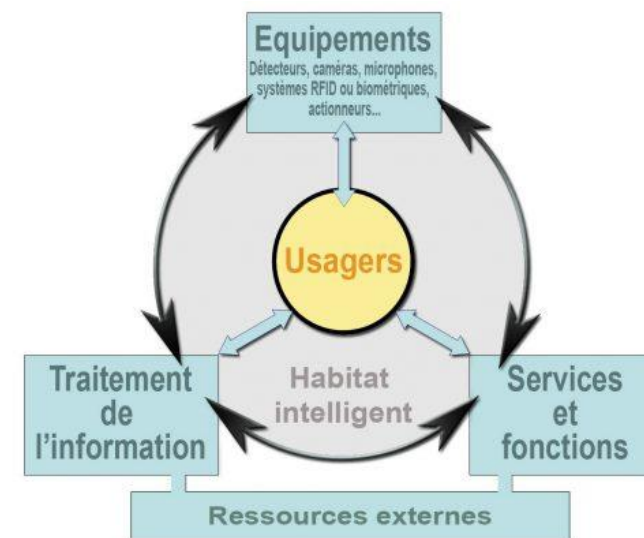 Equipements
Détecteurs, caméras, microphones,
systèmes RFID ou biométriques,
actionneurs...
Usagers
Traitement
de
l'information
Habitat
intelligent
Services
et
fonctions
Ressources externes